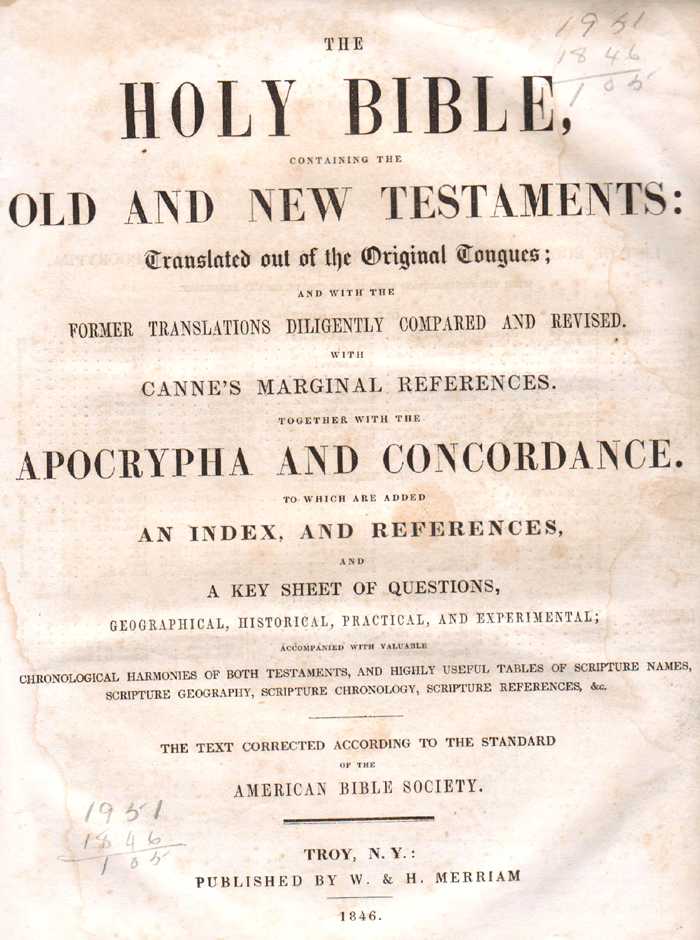 THE
1951
1846
105
HOLY BIBLE,
CONTAINING THE
OLD AND NEW TESTAMENTS:
Translated out of the Original Tongues;
AND WITH THE
FORMER TRANSLATIONS DILIGENTLY COMPARED AND REVISED.
WITH
CANNE'S MARGINAL REFERENCES.
TOGETHER WITH THE
APOCRYPHA AND CONCORDANCE.
TO WHICH ARE ADDED
AN INDEX, AND REFERENCES,
AND
A KEY SHEET OF QUESTIONS,
GEOGRAPHICAL, HISTORICAL, PRACTICAL, AND EXPERIMENTAL;
ACCOMPANIED WITH VALUABLE
CHRONOLOGICAL HARMONIES OF BOTH TESTAMENTS, AND HIGHLY USEFUL TABLES OF SCRIPTURE NAMES,
SCRIPTURE GEOGRAPHY, SCRIPTURE CHRONOLOGY, SCRIPTURE REFERENCES, &c.
THE TEXT CORRECTED ACCORDING TO THE STANDARD
OF THE
AMERICAN BIBLE SOCIETY.
1951
1846
105
TROY, N.Y.:
PUBLISHED BY W. & H. MERRIAM
1846.